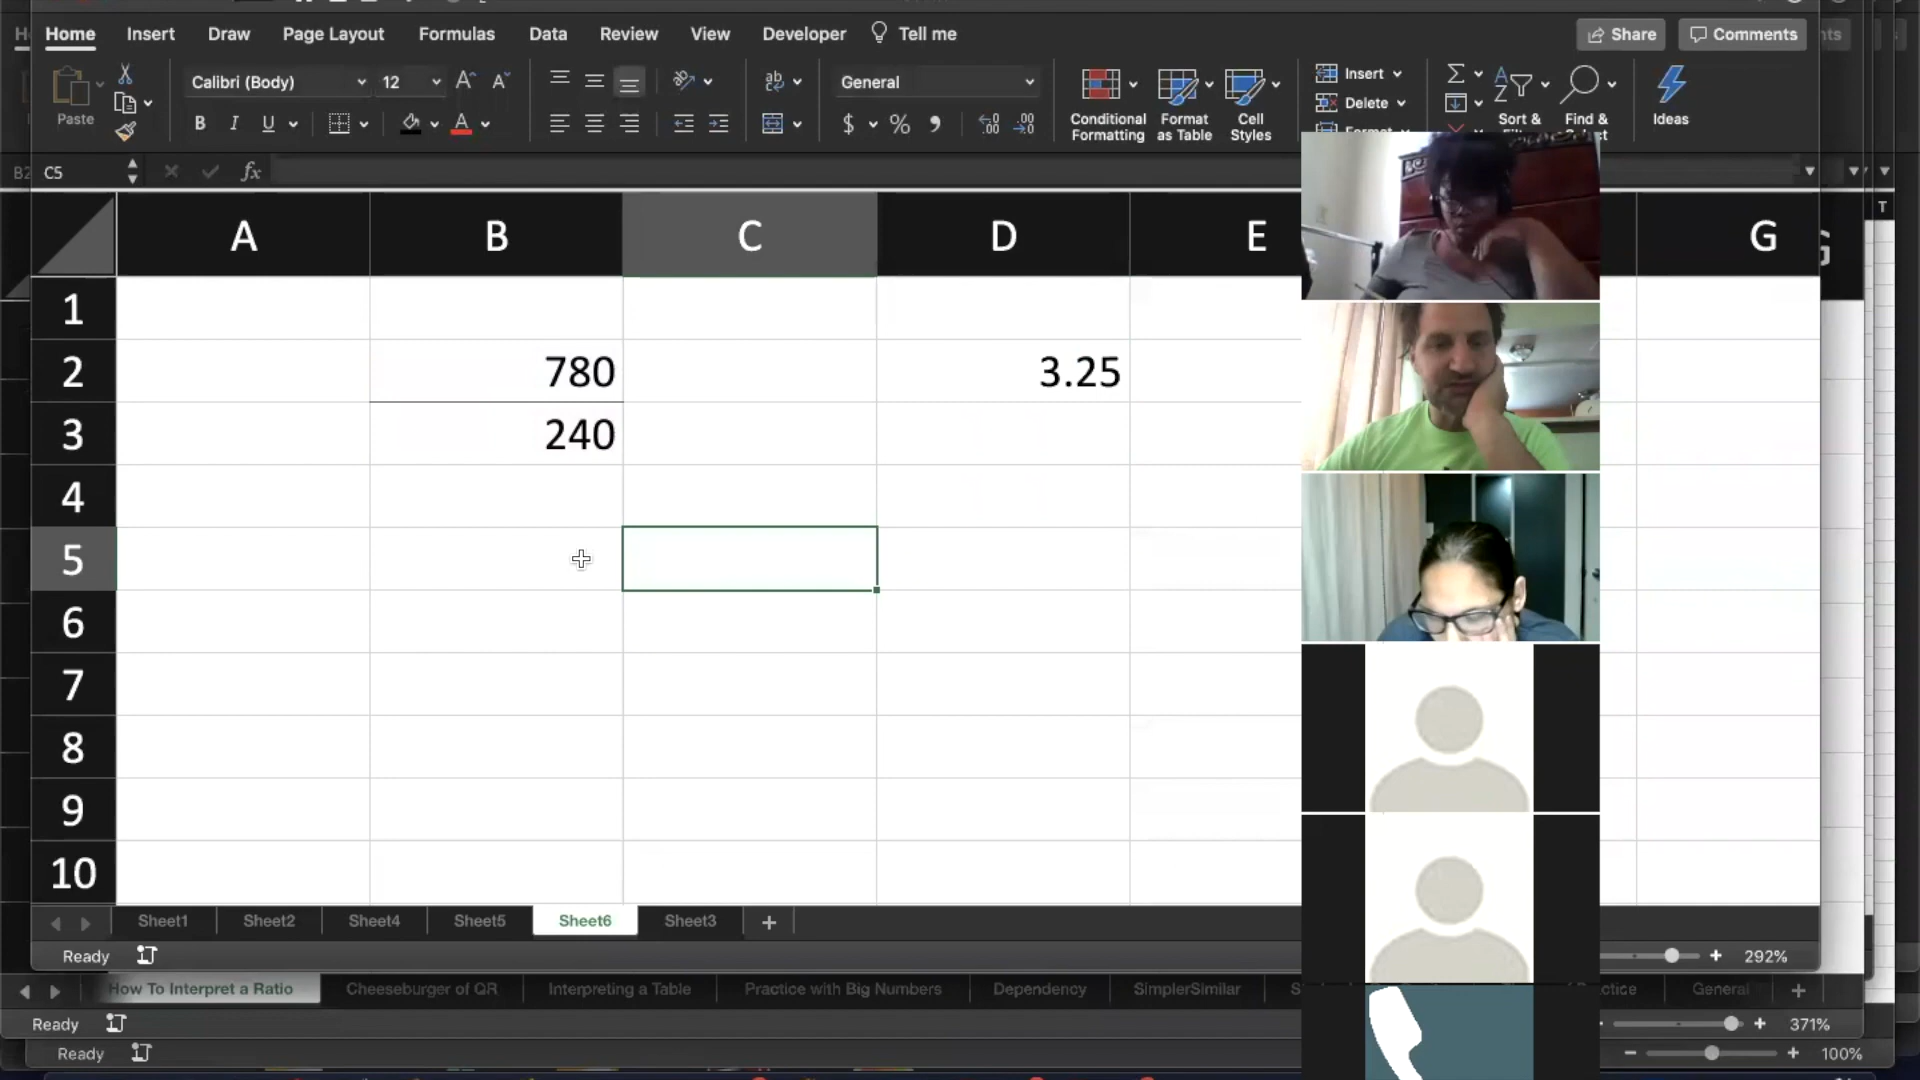 Home Insert Draw Page Layout Formulas Data Review View Developer Tell me Share Comments
Calibri (Body) 12 General Insert
Delete
Paste B I U $ % Conditional Formatting Format as Table Cell Styles Sort & Find & Ideas
B2 C5 fx
A B C D E G
1
2 780 3.25
3 240
4
5
6
7
8
9
10
Sheet1 Sheet2 Sheet4 Sheet5 Sheet6 Sheet3 +
Ready 292%
How To Interpret a Ratio Cheeseburger of QR Interpreting a Table Practice with Big Numbers Dependency SimplerSimilar General +
Ready 371%
Ready 100%